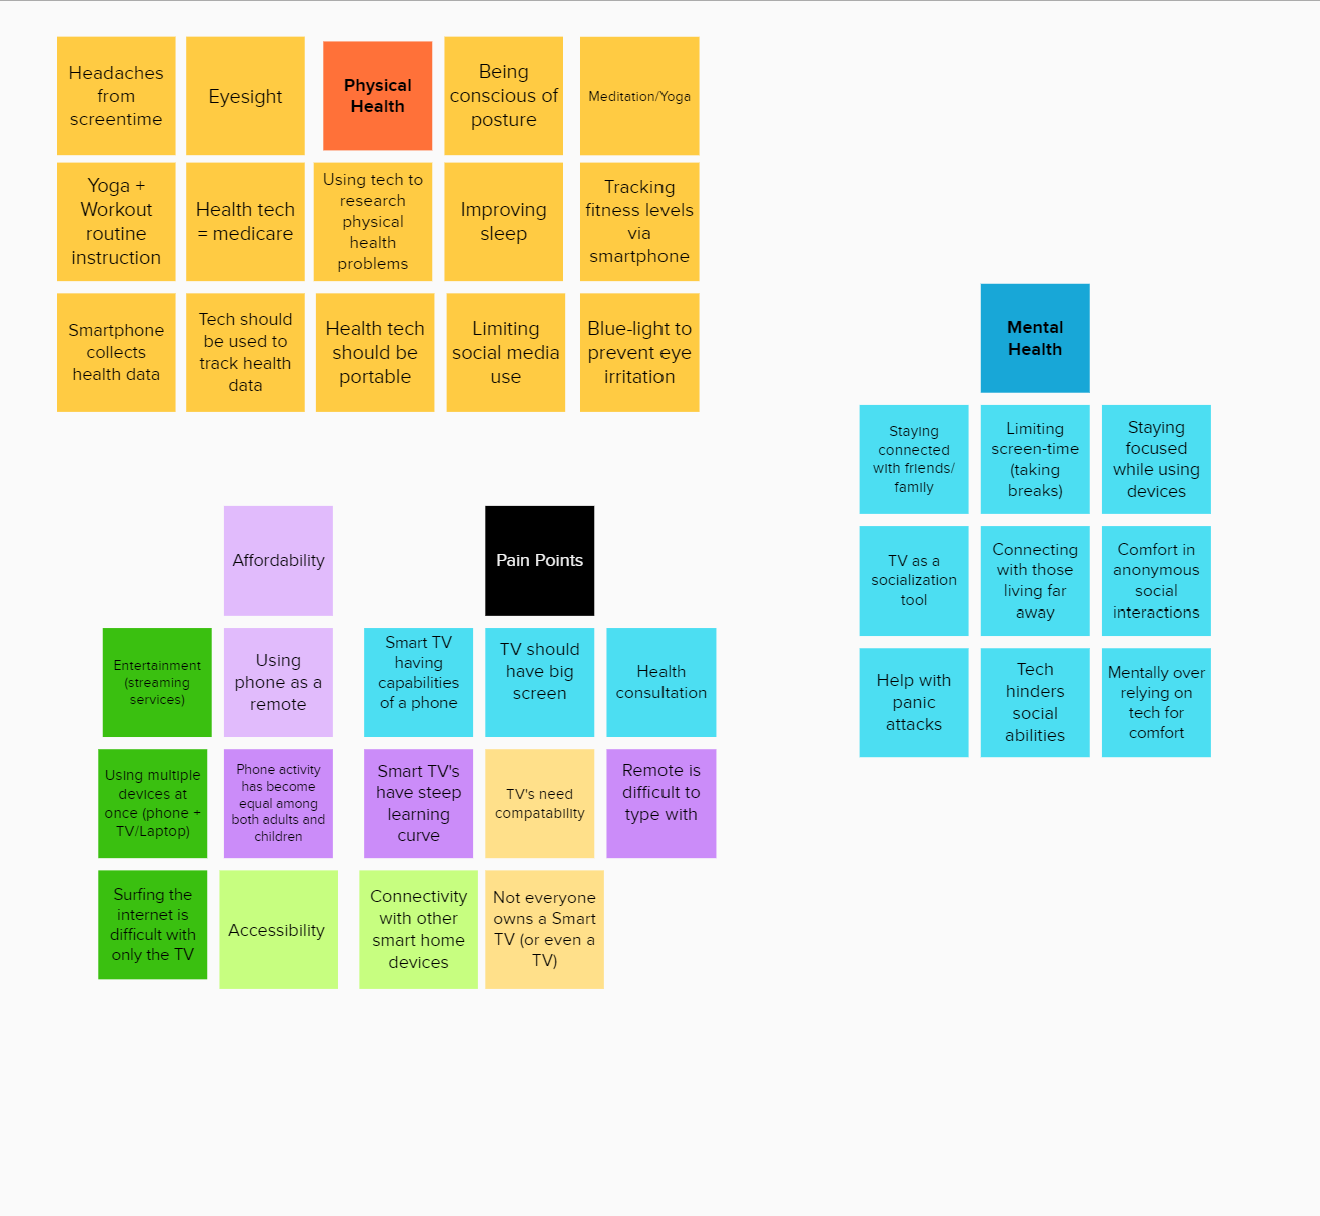 Headaches
from
screentime
Eyesight
Physical
Health
Being
conscious of
posture
Meditation/Yoga
Yoga +
Workout
routine
instruction
Health tech
= medicare
Using tech to
research
physical
health
problems
Improving
sleep
Tracking
fitness levels
via
smartphone
Smartphone
collects
health data
Tech should
be used to
track health
data
Health tech
should be
portable
Limiting
social media
use
Blue-light to
prevent eye
irritation
Mental
Health
Staying
connected
with friends/
family
Limiting
screen-time
(taking
breaks)
Staying
focused
while using
devices
TV as a
socialization
tool
Connecting
with those
living far
away
Comfort in
anonymous
social
interactions
Help with
panic
attacks
Tech
hinders
social
abilities
Mentally over
relying on
tech for
comfort
Affordability
Pain Points
Entertainment
(streaming
services)
Using
phone as a
remote
Smart TV
having
capabilities
of a phone
TV should
have big
screen
Health
consultation
Using multiple
devices at
once (phone +
TV/Laptop)
Phone activity
has become
equal among
both adults and
children
Smart TV's
have steep
learning
curve
TV's need
compatability
Remote is
difficult to
type with
Surfing the
internet is
difficult with
only the TV
Accessibility
Connectivity
with other
smart home
devices
Not everyone
owns a Smart
TV (or even a
TV)